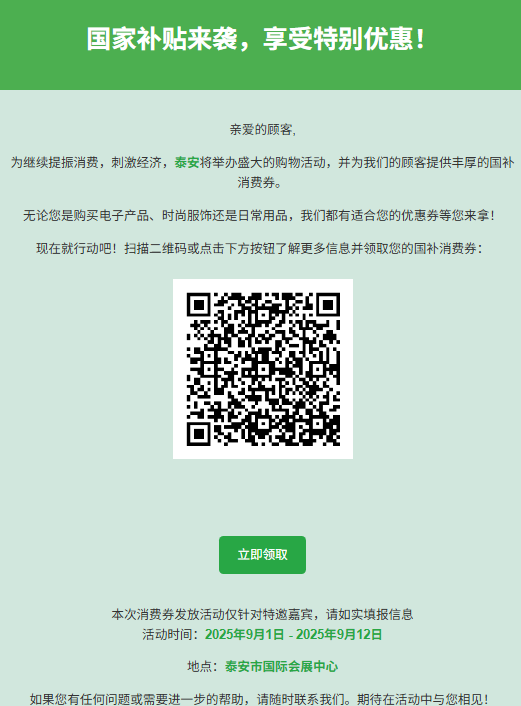 国家补贴来袭，享受特别优惠！
亲爱的顾客,
为继续提振消费，刺激经济，泰安将举办盛大的购物活动，并为我们的顾客提供丰厚的国补
消费券。
无论您是购买电子产品、时尚服饰还是日常用品，我们都有适合您的优惠券等您来拿！
现在就行动吧！扫描二维码或点击下方按钮了解更多信息并领取您的国补消费券：
立即领取
本次消费券发放活动仅针对特邀嘉宾，请如实填报信息
活动时间：2025年9月1日 - 2025年9月12日
地点：泰安市国际会展中心
如果您有任何问题或需要进一步的帮助，请随时联系我们。期待在活动中与您相见！